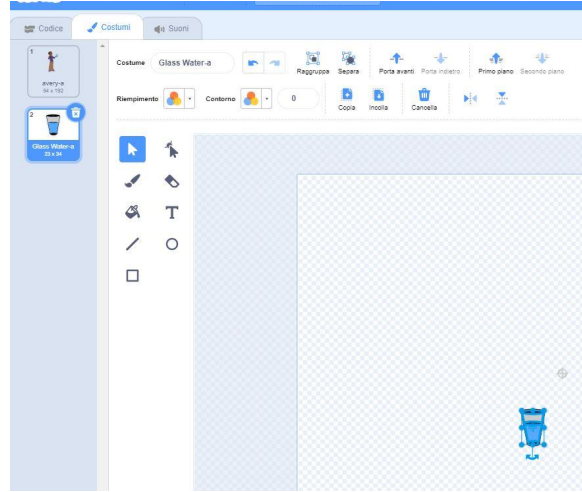 Codice Costumi Suoni
1
avery-a
94 x 192
2
Glass Water-a
23 x 34
Costume Glass Water-a
Raggruppa Separa Porta avanti Porta indietro Primo piano Secondo piano
Riempimento Contorno 0
Copia Incolla Cancella
T